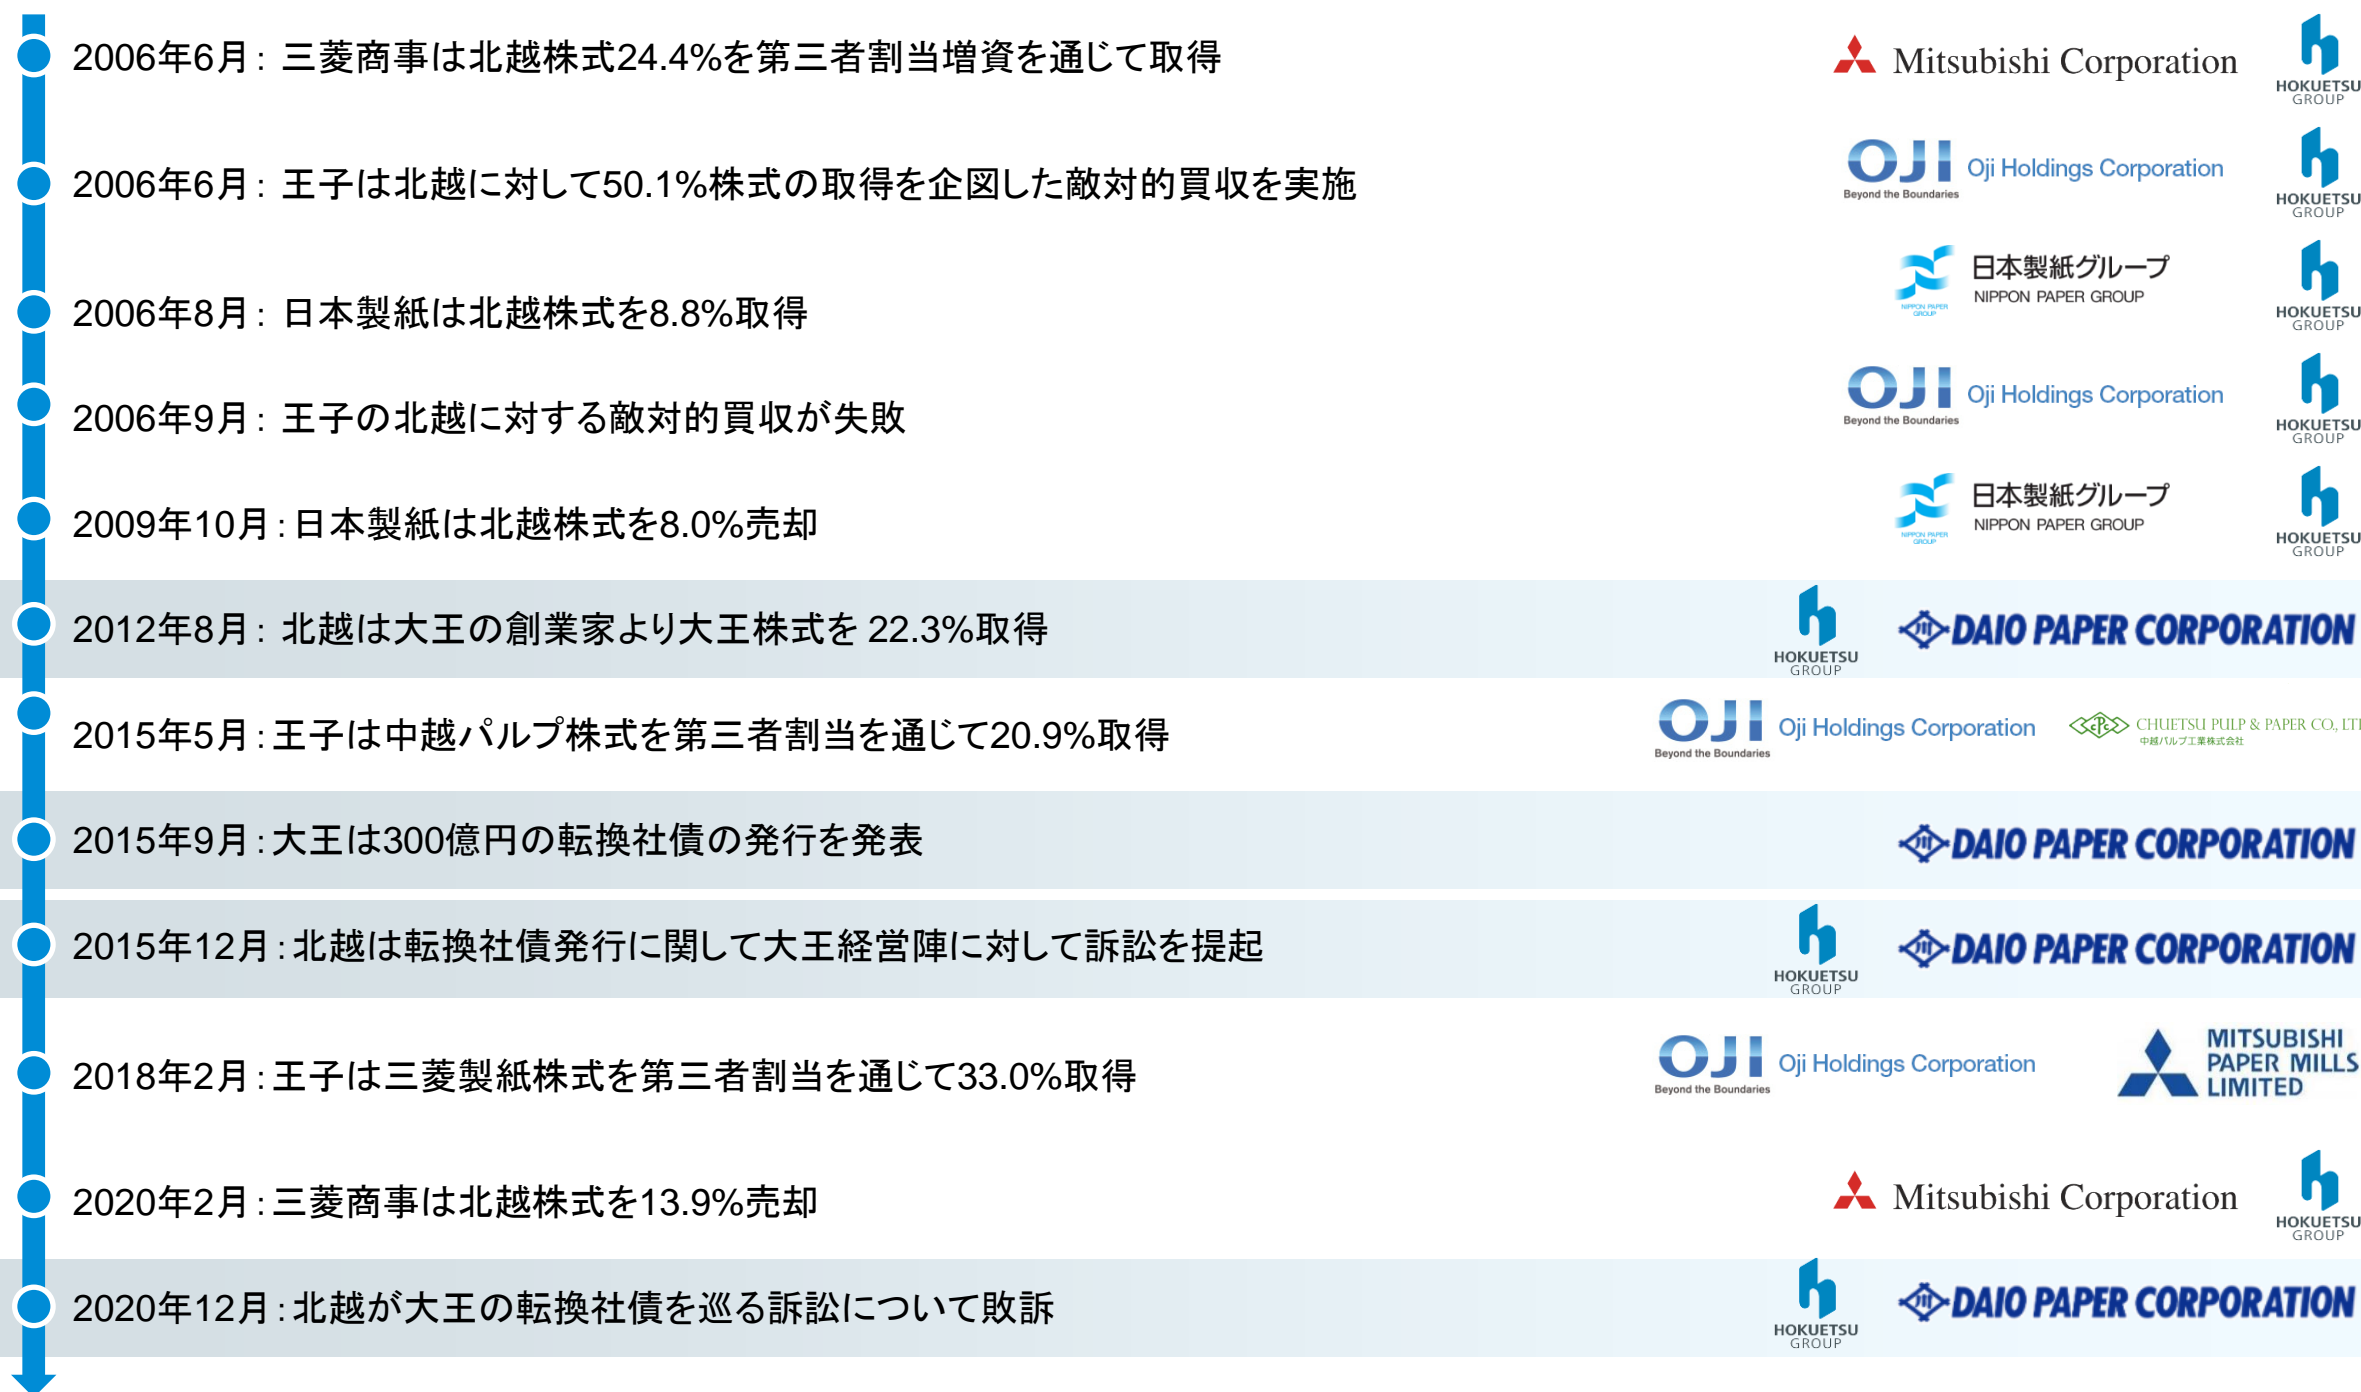 2006年6月： 三菱商事は北越株式24.4%を第三者割当増資を通じて取得
Mitsubishi Corporation
HOKUETSU
GROUP
2006年6月： 王子は北越に対して50.1%株式の取得を企図した敵対的買収を実施
OJI Oji Holdings Corporation
Beyond the Boundaries
HOKUETSU
GROUP
2006年8月： 日本製紙は北越株式を8.8%取得
日本製紙グループ
NIPPON PAPER GROUP
NIPPON PAPER
GROUP
HOKUETSU
GROUP
2006年9月： 王子の北越に対する敵対的買収が失敗
OJI Oji Holdings Corporation
Beyond the Boundaries
HOKUETSU
GROUP
2009年10月：日本製紙は北越株式を8.0%売却
日本製紙グループ
NIPPON PAPER GROUP
NIPPON PAPER
GROUP
HOKUETSU
GROUP
2012年8月： 北越は大王の創業家より大王株式を 22.3%取得
HOKUETSU
GROUP
DAIO PAPER CORPORATION
2015年5月：王子は中越パルプ株式を第三者割当を通じて20.9%取得
OJI Oji Holdings Corporation
Beyond the Boundaries
CPC CHUETSU PULP & PAPER CO., LT
中越パルプ工業株式会社
2015年9月：大王は300億円の転換社債の発行を発表
DAIO PAPER CORPORATION
2015年12月：北越は転換社債発行に関して大王経営陣に対して訴訟を提起
HOKUETSU
GROUP
DAIO PAPER CORPORATION
2018年2月：王子は三菱製紙株式を第三者割当を通じて33.0%取得
OJI Oji Holdings Corporation
Beyond the Boundaries
MITSUBISHI
PAPER MILLS
LIMITED
2020年2月：三菱商事は北越株式を13.9%売却
Mitsubishi Corporation
HOKUETSU
GROUP
2020年12月：北越が大王の転換社債を巡る訴訟について敗訴
HOKUETSU
GROUP
DAIO PAPER CORPORATION